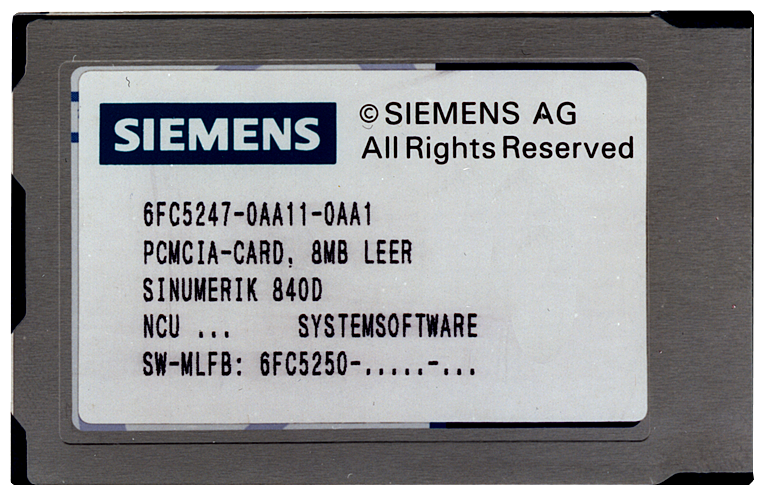 SIEMENS
© SIEMENS AG
All Rights Reserved
6FC5247-0AA11-0AA1
PCMCIA-CARD, 8MB LEER
SINUMERIK 840D
NCU ... SYSTEMSOFTWARE
SW-MLFB: 6FC5250-.....-...